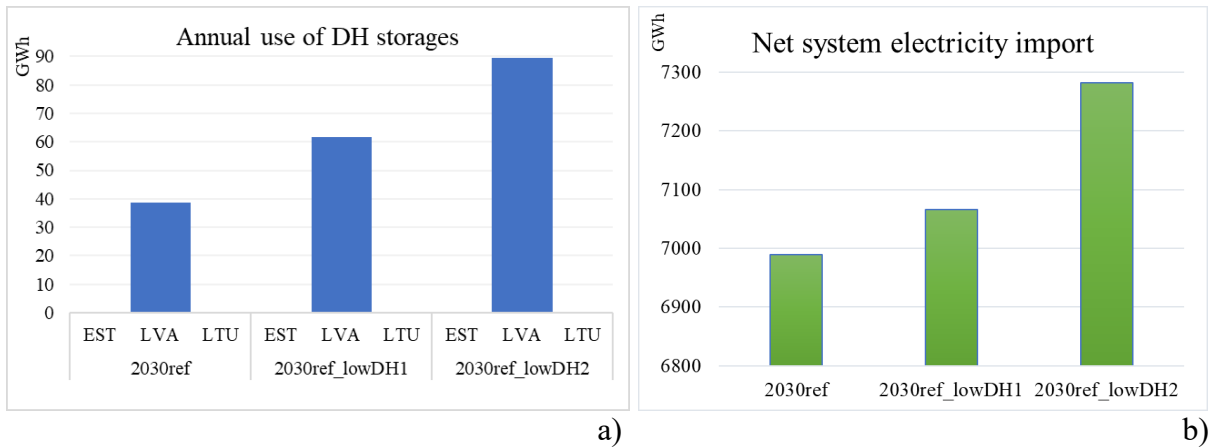 Annual use of DH storages
GWh
90
80
70
60
50
40
30
20
10
0
EST LVA LTU EST LVA LTU EST LVA LTU
2030ref 2030ref_lowDH1 2030ref_lowDH2
a)
GWh
Net system electricity import
7300
7200
7100
7000
6900
6800
2030ref 2030ref_lowDH1 2030ref_lowDH2
b)